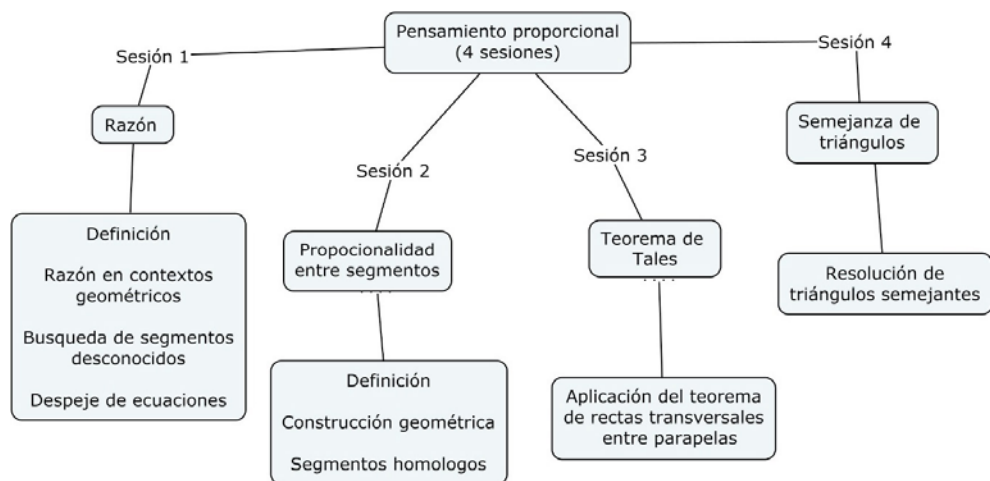 Pensamiento proporcional
(4 sesiones)
Sesión 1
Razón
Definición
Razón en contextos
geométricos
Busqueda de segmentos
desconocidos
Despeje de ecuaciones
Sesión 2
Propocionalidad
entre segmentos
Definición
Construcción geométrica
Segmentos homologos
Sesión 3
Teorema de
Tales
Aplicación del teorema
de rectas transversales
entre parapelas
Sesión 4
Semejanza de
triángulos
Resolución de
triángulos semejantes